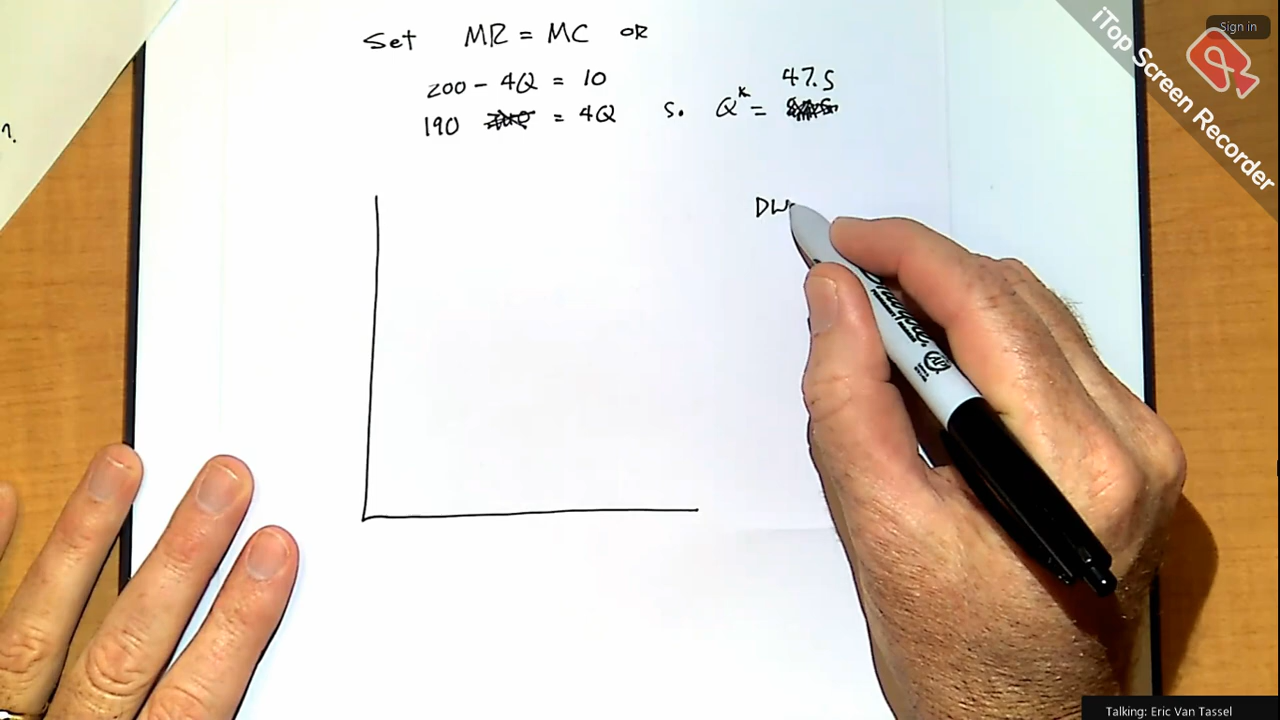 Set MR = MC OR
200 - 4Q = 10
190 = 4Q so Q* = 47.5
DW
Sign in
iTop Screen Recorder
Talking: Eric Van Tassel